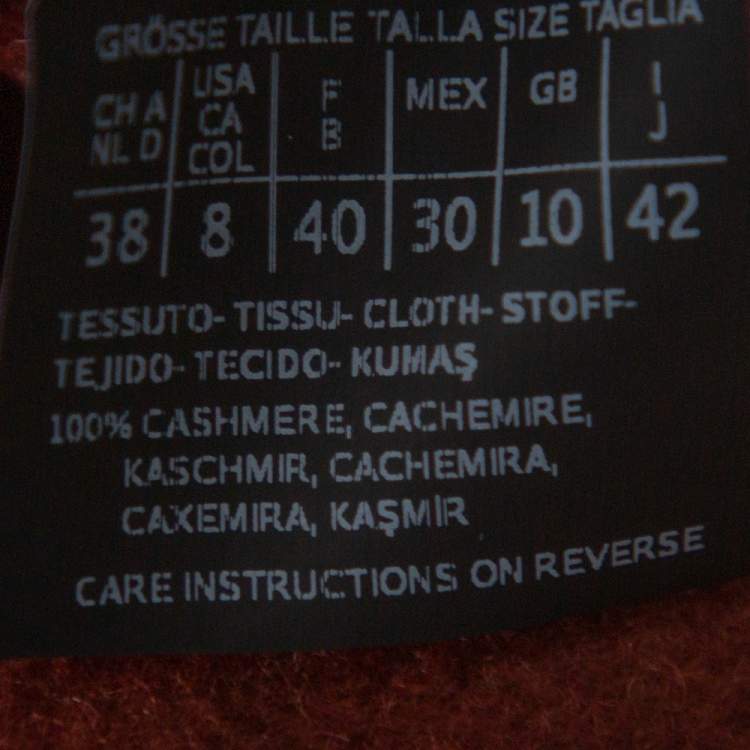 GRÖSSE TAILLE TALLA SIZE TAGLIA
CH A NL D USA CA COL F B MEX GB I J
38 8 40 30 10 42
TESSUTO- TISSU- CLOTH- STOFF-
TEJIDO- TECIDO- KUMAŞ
100% CASHMERE, CACHEMIRE,
KASCHMIR, CACHEMIRA,
CAXEMIRA, KAŞMİR
CARE INSTRUCTIONS ON REVERSE